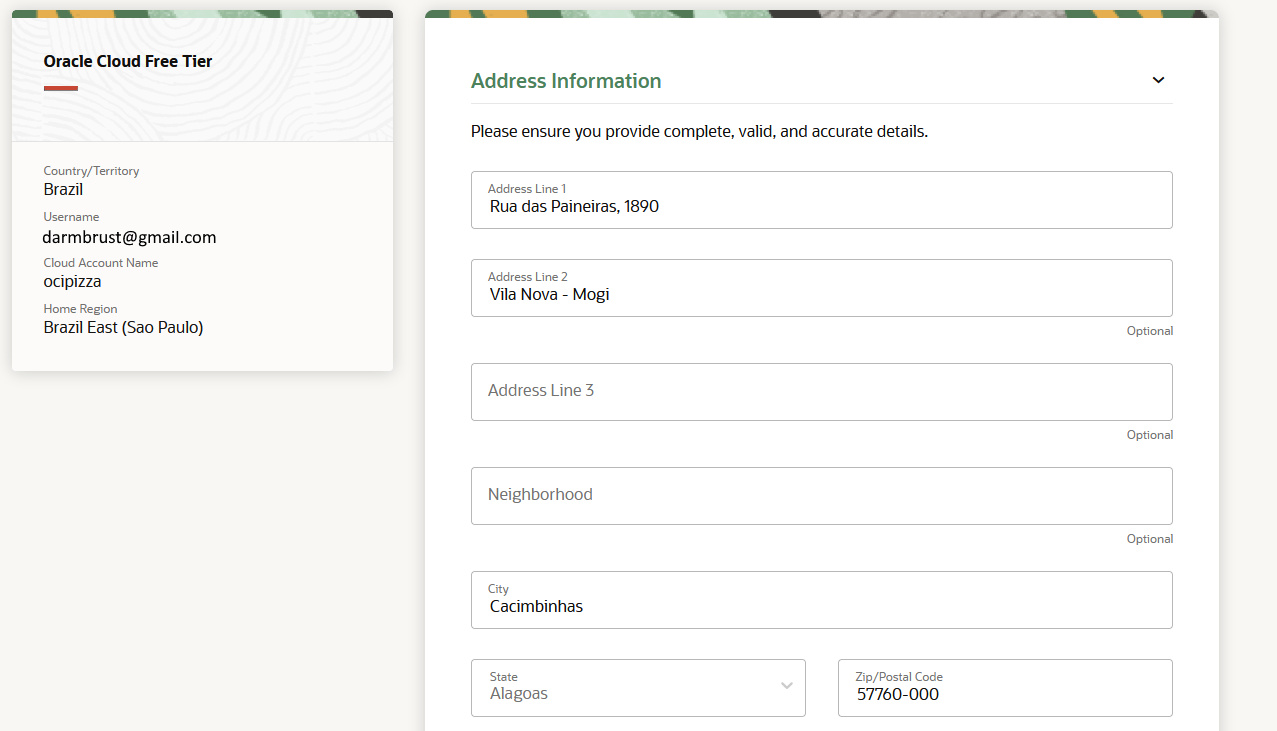 Oracle Cloud Free Tier
Country/Territory
Brazil
Username
darmbrust@gmail.com
Cloud Account Name
ocipizza
Home Region
Brazil East (Sao Paulo)
Address Information
Please ensure you provide complete, valid, and accurate details.
Address Line 1
Rua das Paineiras, 1890
Address Line 2
Vila Nova - Mogi
Optional
Address Line 3
Optional
Neighborhood
Optional
City
Cacimbinhas
State
Alagoas
Zip/Postal Code
57760-000